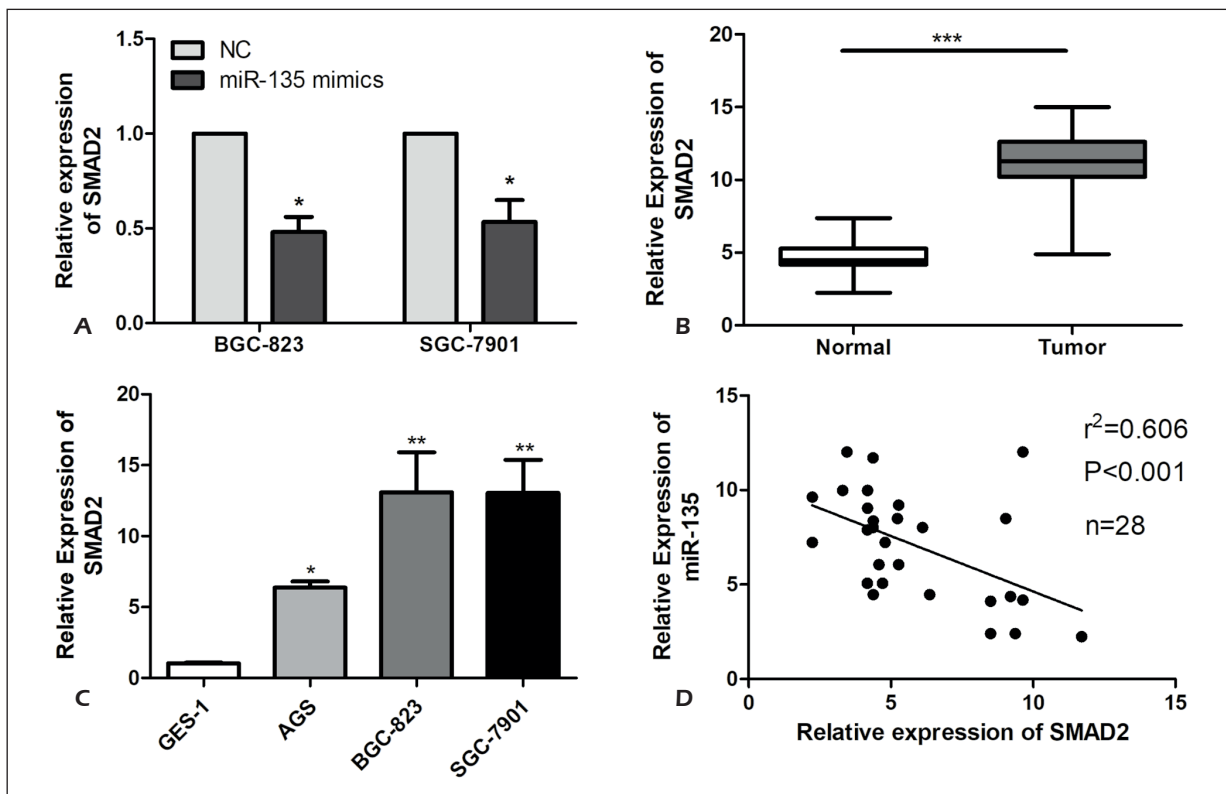 1.5
1.0
0.5
0.0
Relative expression
of SMAD2
NC
miR-135 mimics
*
*
BGC-823
SGC-7901
A
20
15
10
5
0
Relative Expression of
SMAD2
***
Normal
Tumor
B
20
15
10
5
0
Relative Expression of
SMAD2
*
**
**
GES-1
AGS
BGC-823
SGC-7901
C
15
10
5
0
Relative Expression of
miR-135
r²=0.606
P<0.001
n=28
0
5
10
15
Relative expression of SMAD2
D